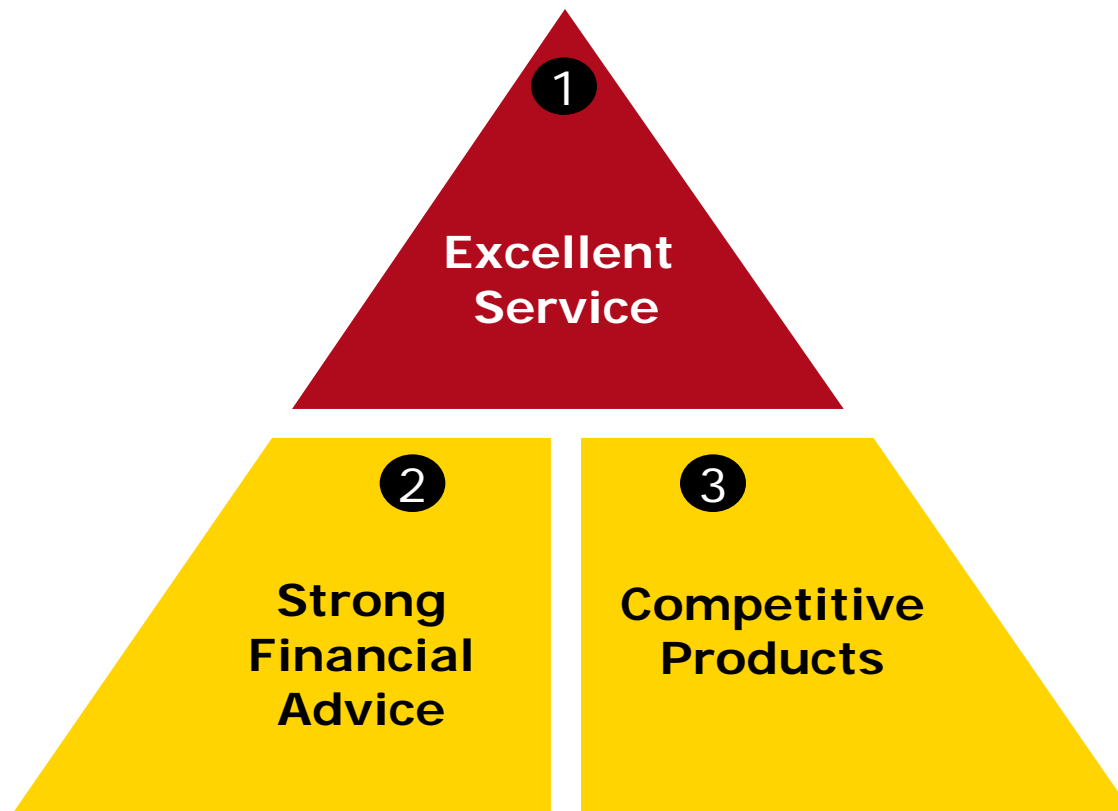 1
Excellent
Service
2
Strong
Financial
Advice
3
Competitive
Products